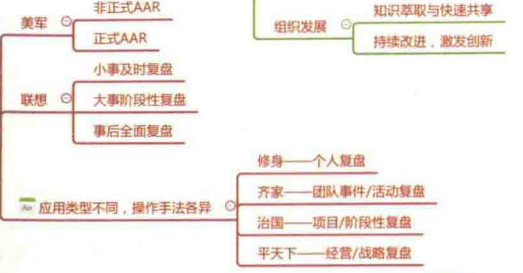 美军
非正式AAR
正式AAR
联想
小事及时复盘
大事阶段性复盘
事后全面复盘
应用类型不同，操作手法各异
修身——个人复盘
齐家——团队事件/活动复盘
治国——项目/阶段性复盘
平天下——经营/战略复盘
组织发展
知识萃取与快速共享
持续改进，激发创新